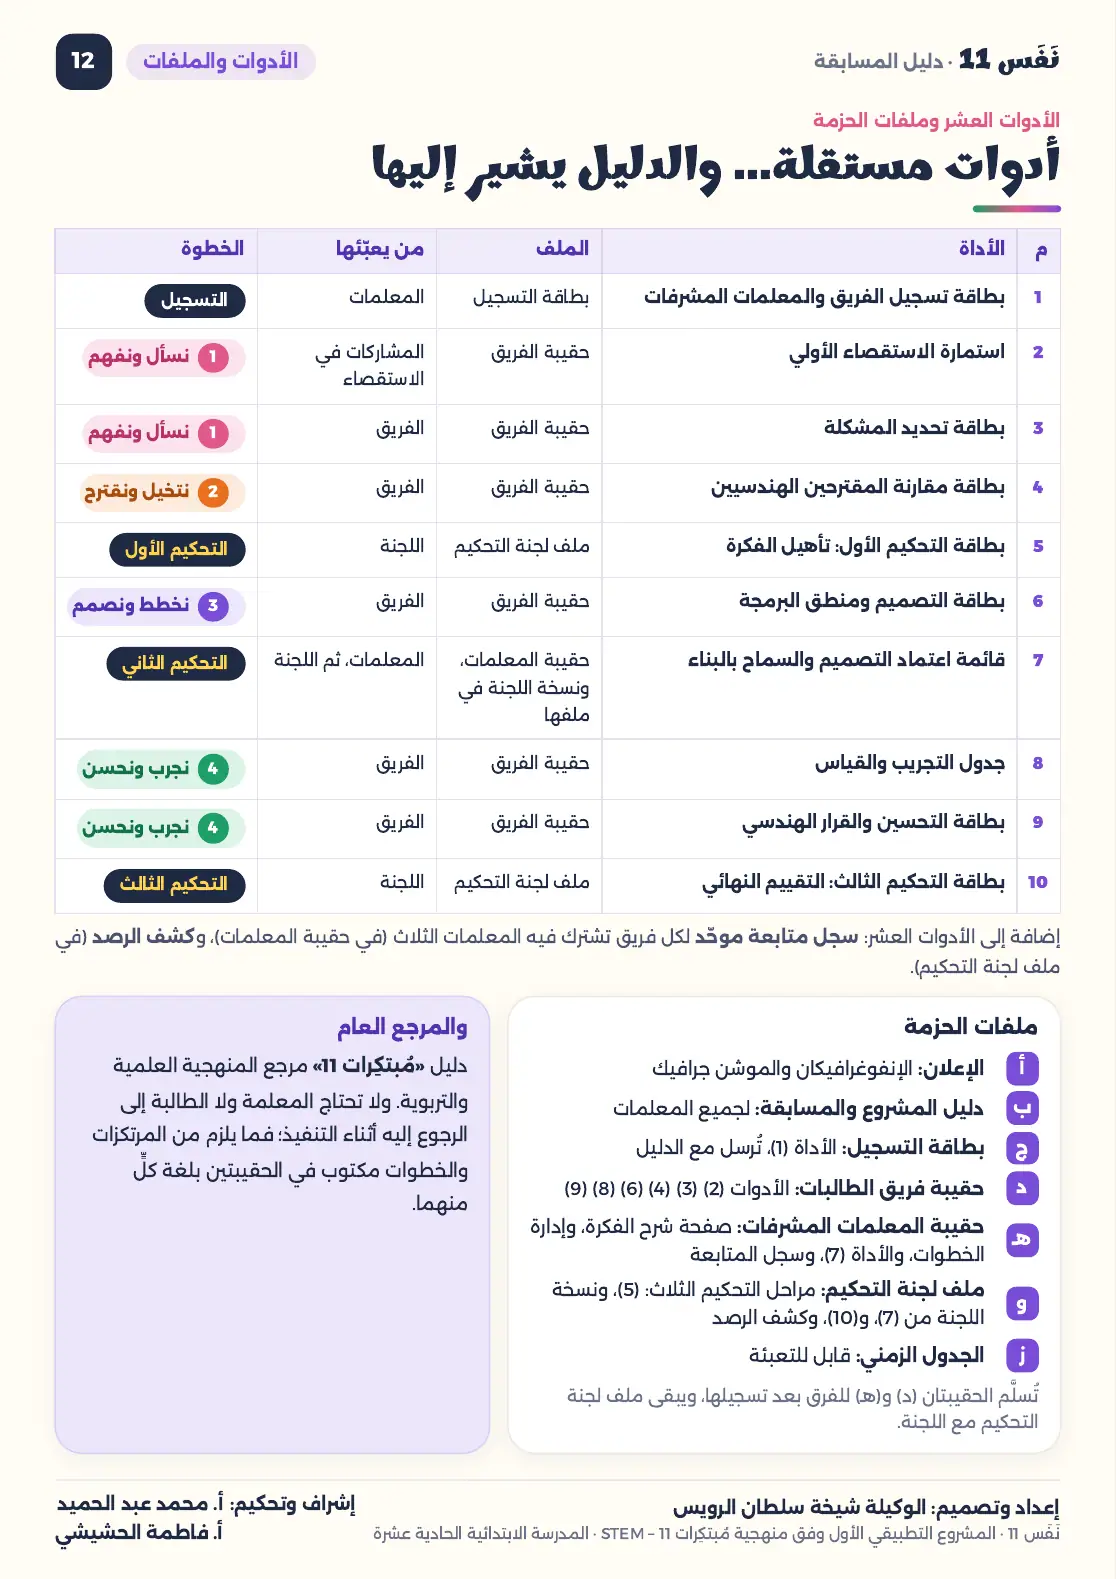 نَفَس 11 · دليل المسابقة
الأدوات والملفات
12
الأدوات العشر وملفات الحزمة
أدوات مستقلة... والدليل يشير إليها
م الأداة الملف من يعبّئها الخطوة
1 بطاقة تسجيل الفريق والمعلمات المشرفات بطاقة التسجيل المعلمات التسجيل
2 استمارة الاستقصاء الأولي حقيبة الفريق المشاركات في 1 نسأل ونفهم
الاستقصاء
3 بطاقة تحديد المشكلة حقيبة الفريق الفريق 1 نسأل ونفهم
4 بطاقة مقارنة المقترحين الهندسيين حقيبة الفريق الفريق 2 نتخيل ونقترح
5 بطاقة التحكيم الأول: تأهيل الفكرة ملف لجنة التحكيم اللجنة التحكيم الأول
6 بطاقة التصميم ومنطق البرمجة حقيبة الفريق الفريق 3 نخطط ونصمم
7 قائمة اعتماد التصميم والسماح بالبناء حقيبة المعلمات، المعلمات، ثم اللجنة التحكيم الثاني
ونسخة اللجنة في
ملفها
8 جدول التجريب والقياس حقيبة الفريق الفريق 4 نجرب ونحسن
9 بطاقة التحسين والقرار الهندسي حقيبة الفريق الفريق 4 نجرب ونحسن
10 بطاقة التحكيم الثالث: التقييم النهائي ملف لجنة التحكيم اللجنة التحكيم الثالث
إضافة إلى الأدوات العشر: سجل متابعة موحّد لكل فريق تشترك فيه المعلمات الثلاث (في حقيبة المعلمات)، وكشف الرصد (في
ملف لجنة التحكيم).
ملفات الحزمة
أ الإعلان: الإنفوغرافيكان والموشن جرافيك
ب دليل المشروع والمسابقة: لجميع المعلمات
ج بطاقة التسجيل: الأداة (1)، تُرسل مع الدليل
د حقيبة فريق الطالبات: الأدوات (2) (3) (4) (6) (8) (9)
هـ حقيبة المعلمات المشرفات: صفحة شرح الفكرة، وإدارة
الخطوات، والأداة (7)، وسجل المتابعة
و ملف لجنة التحكيم: مراحل التحكيم الثلاث: (5)، ونسخة
اللجنة من (7)، و(10)، وكشف الرصد
ز الجدول الزمني: قابل للتعبئة
تُسلَّم الحقيبتان (د) و(هـ) للفرق بعد تسجيلها، ويبقى ملف لجنة
التحكيم مع اللجنة.
والمرجع العام
دليل «مُبتكِرات 11» مرجع المنهجية العلمية
والتربوية. ولا تحتاج المعلمة ولا الطالبة إلى
الرجوع إليه أثناء التنفيذ؛ فما يلزم من المرتكزات
والخطوات مكتوب في الحقيبتين بلغة كلٍّ
منهما.
إعداد وتصميم: الوكيلة شيخة سلطان الرويس
نَفَس 11 · المشروع التطبيقي الأول وفق منهجية مُبتكِرات 11 – STEM · المدرسة الابتدائية الحادية عشرة
إشراف وتحكيم: أ. محمد عبد الحميد
أ. فاطمة الحشيشي